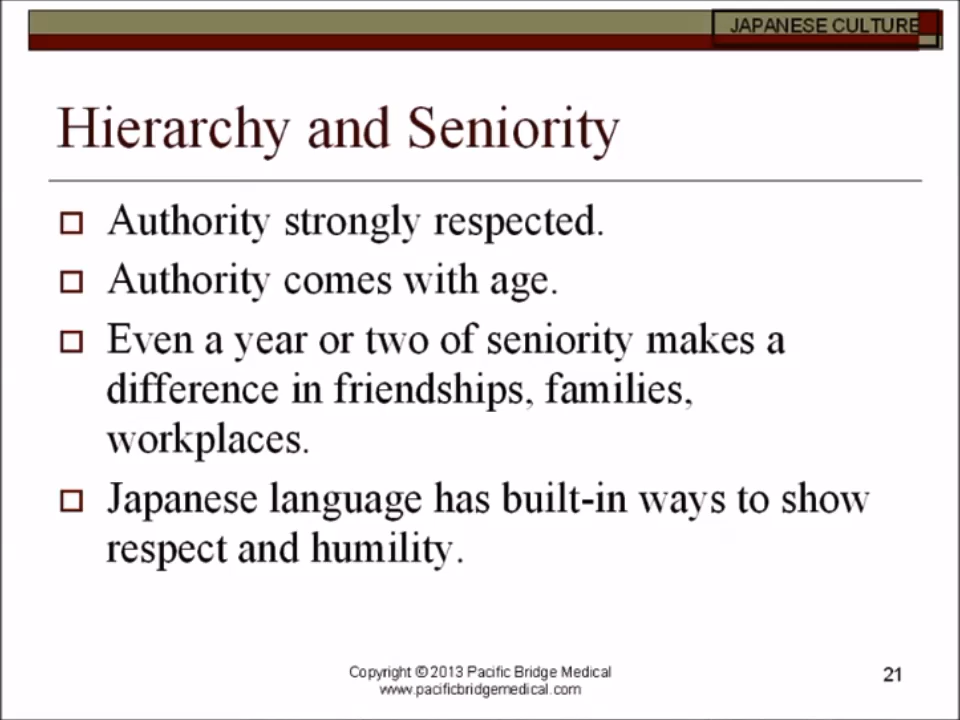 JAPANESE CULTURE
Hierarchy and Seniority
Authority strongly respected.
Authority comes with age.
Even a year or two of seniority makes a
difference in friendships, families,
workplaces.
Japanese language has built-in ways to show
respect and humility.
Copyright © 2013 Pacific Bridge Medical
www.pacificbridgemedical.com
21